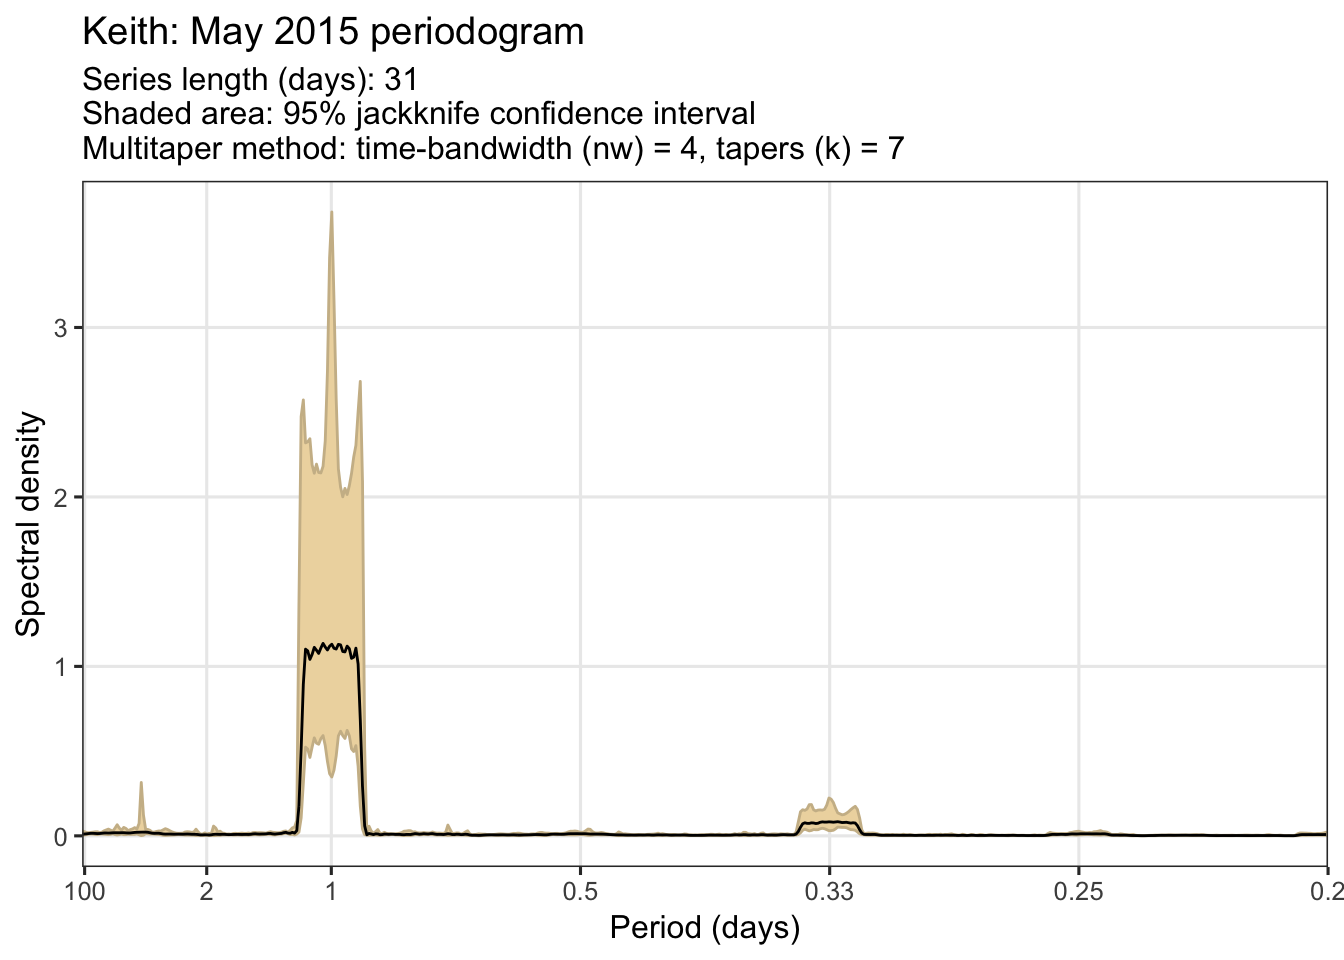 Keith: May 2015 periodogram
Series length (days): 31
Shaded area: 95% jackknife confidence interval
Multitaper method: time-bandwidth (nw) = 4, tapers (k) = 7
Spectral density
3
2
1
0
100 2 1 0.5 0.33 0.25 0.2
Period (days)